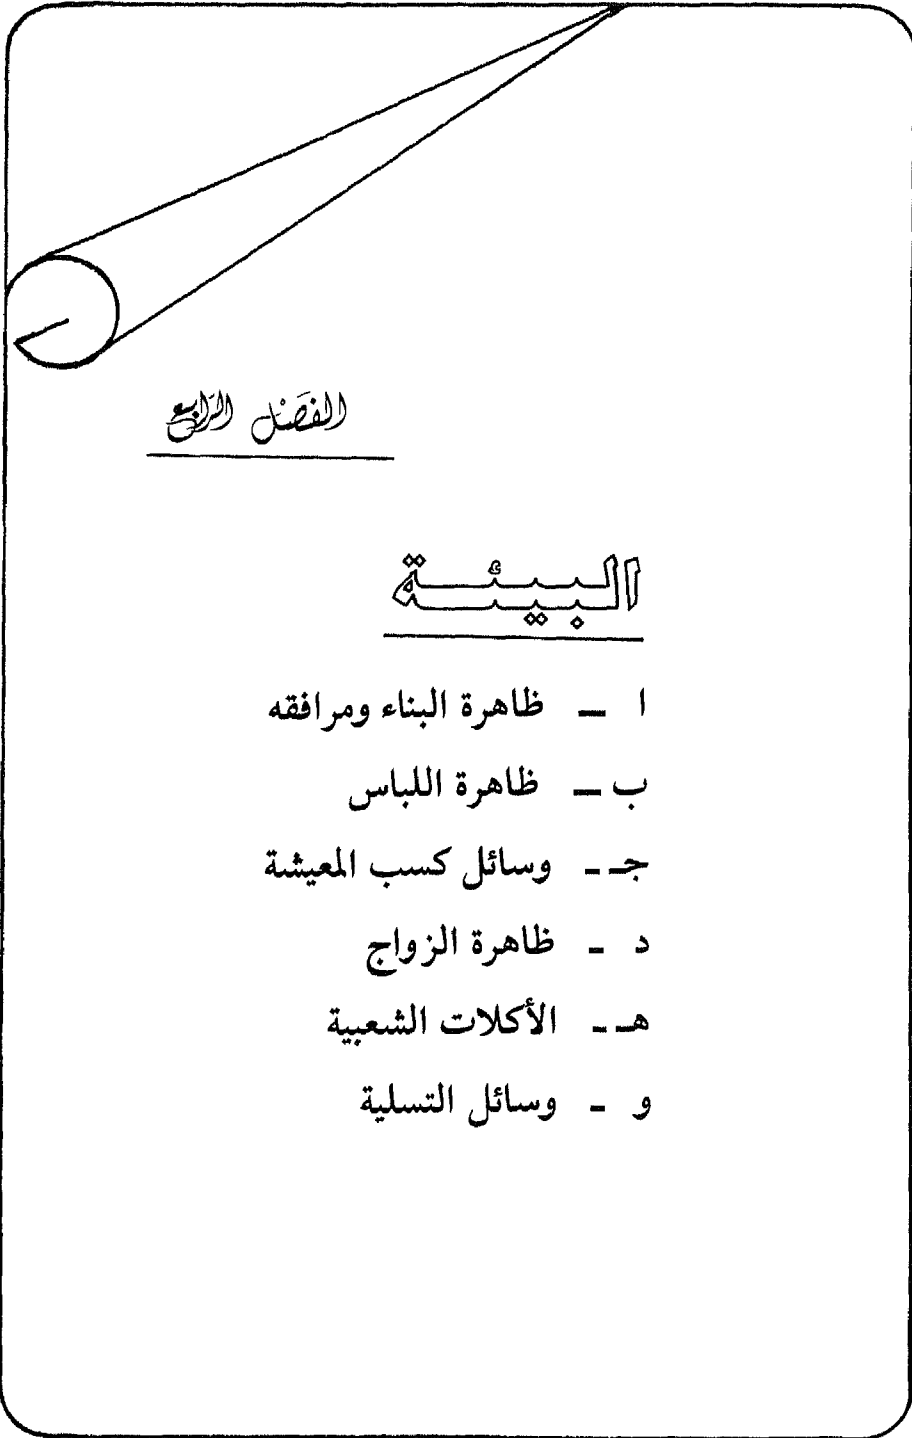 الفصل الرابع
البيئة
ا – ظاهرة البناء ومرافقه
ب – ظاهرة اللباس
جـ – وسائل كسب المعيشة
د – ظاهرة الزواج
هـ – الأكلات الشعبية
و – وسائل التسلية